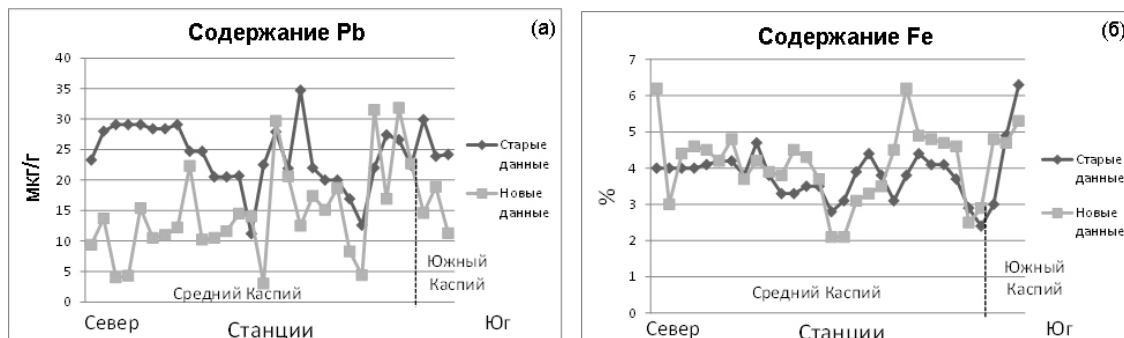 Содержание Pb
(а)
мкг/г
40
35
30
25
20
15
10
5
0
Старые
данные
Новые
данные
Южный
Каспий
Средний Каспий
Север
Станции
Юг
Содержание Fe
(б)
%
7
6
5
4
3
2
1
0
Старые
данные
Новые
данные
Южный
Каспий
Средний Каспий
Север
Станции
Юг